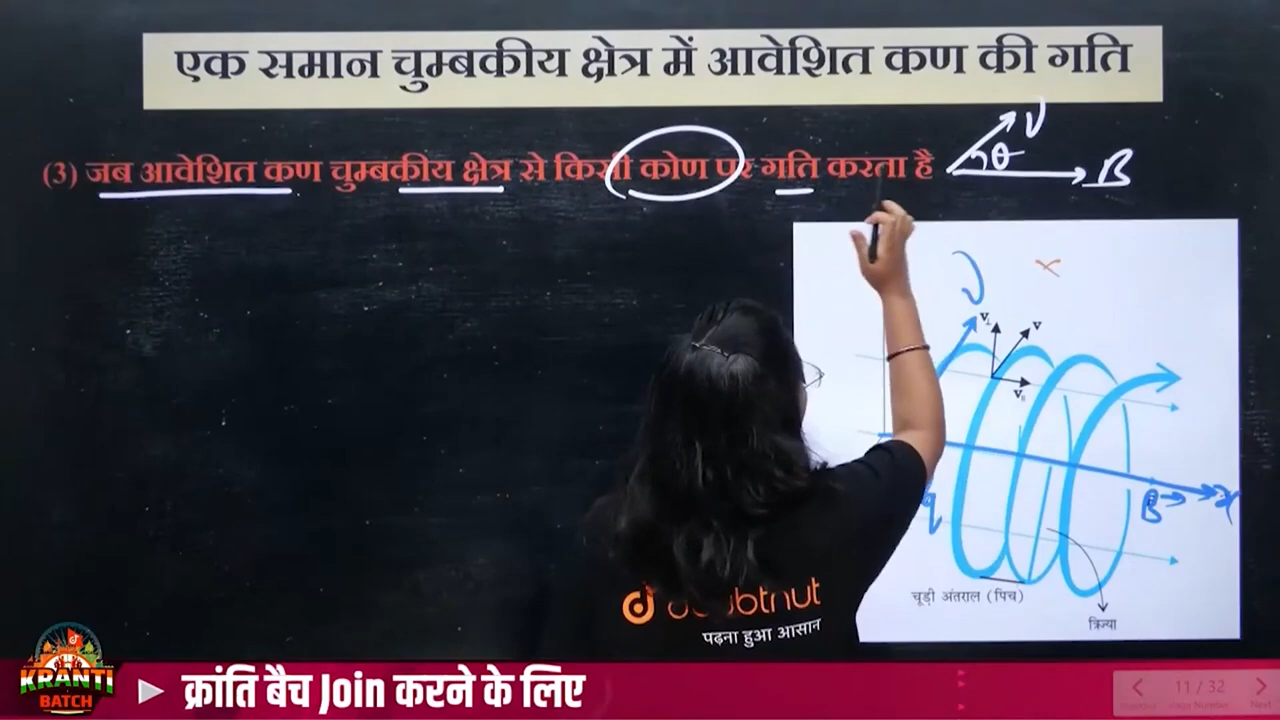 एक समान चुम्बकीय क्षेत्र में आवेशित कण की गति
(3) जब आवेशित कण चुम्बकीय क्षेत्र से किसी कोण पर गति करता है
υ
θ
B
υ
×
v⊥
v
v॥
q
B→
x
चूड़ी अंतराल (पिच)
त्रिज्या
doubtnut
पढ़ना हुआ आसान
KRANTI
BATCH
क्रांति बैच Join करने के लिए
11 / 32
Next